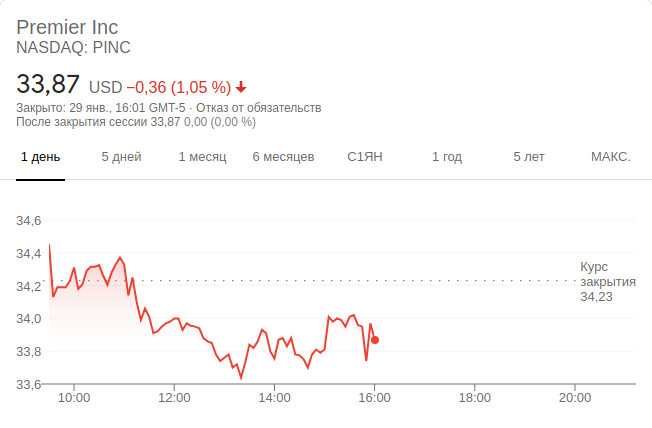 Premier Inc
NASDAQ: PINC
33,87 USD −0,36 (1,05 %)
Закрыто: 29 янв., 16:01 GMT-5 · Отказ от обязательств
После закрытия сессии 33,87 0,00 (0,00 %)
1 день 5 дней 1 месяц 6 месяцев С1ЯН 1 год 5 лет МАКС.
34,6
34,4
34,2
34,0
33,8
33,6
Курс
закрытия
34,23
10:00 12:00 14:00 16:00 18:00 20:00